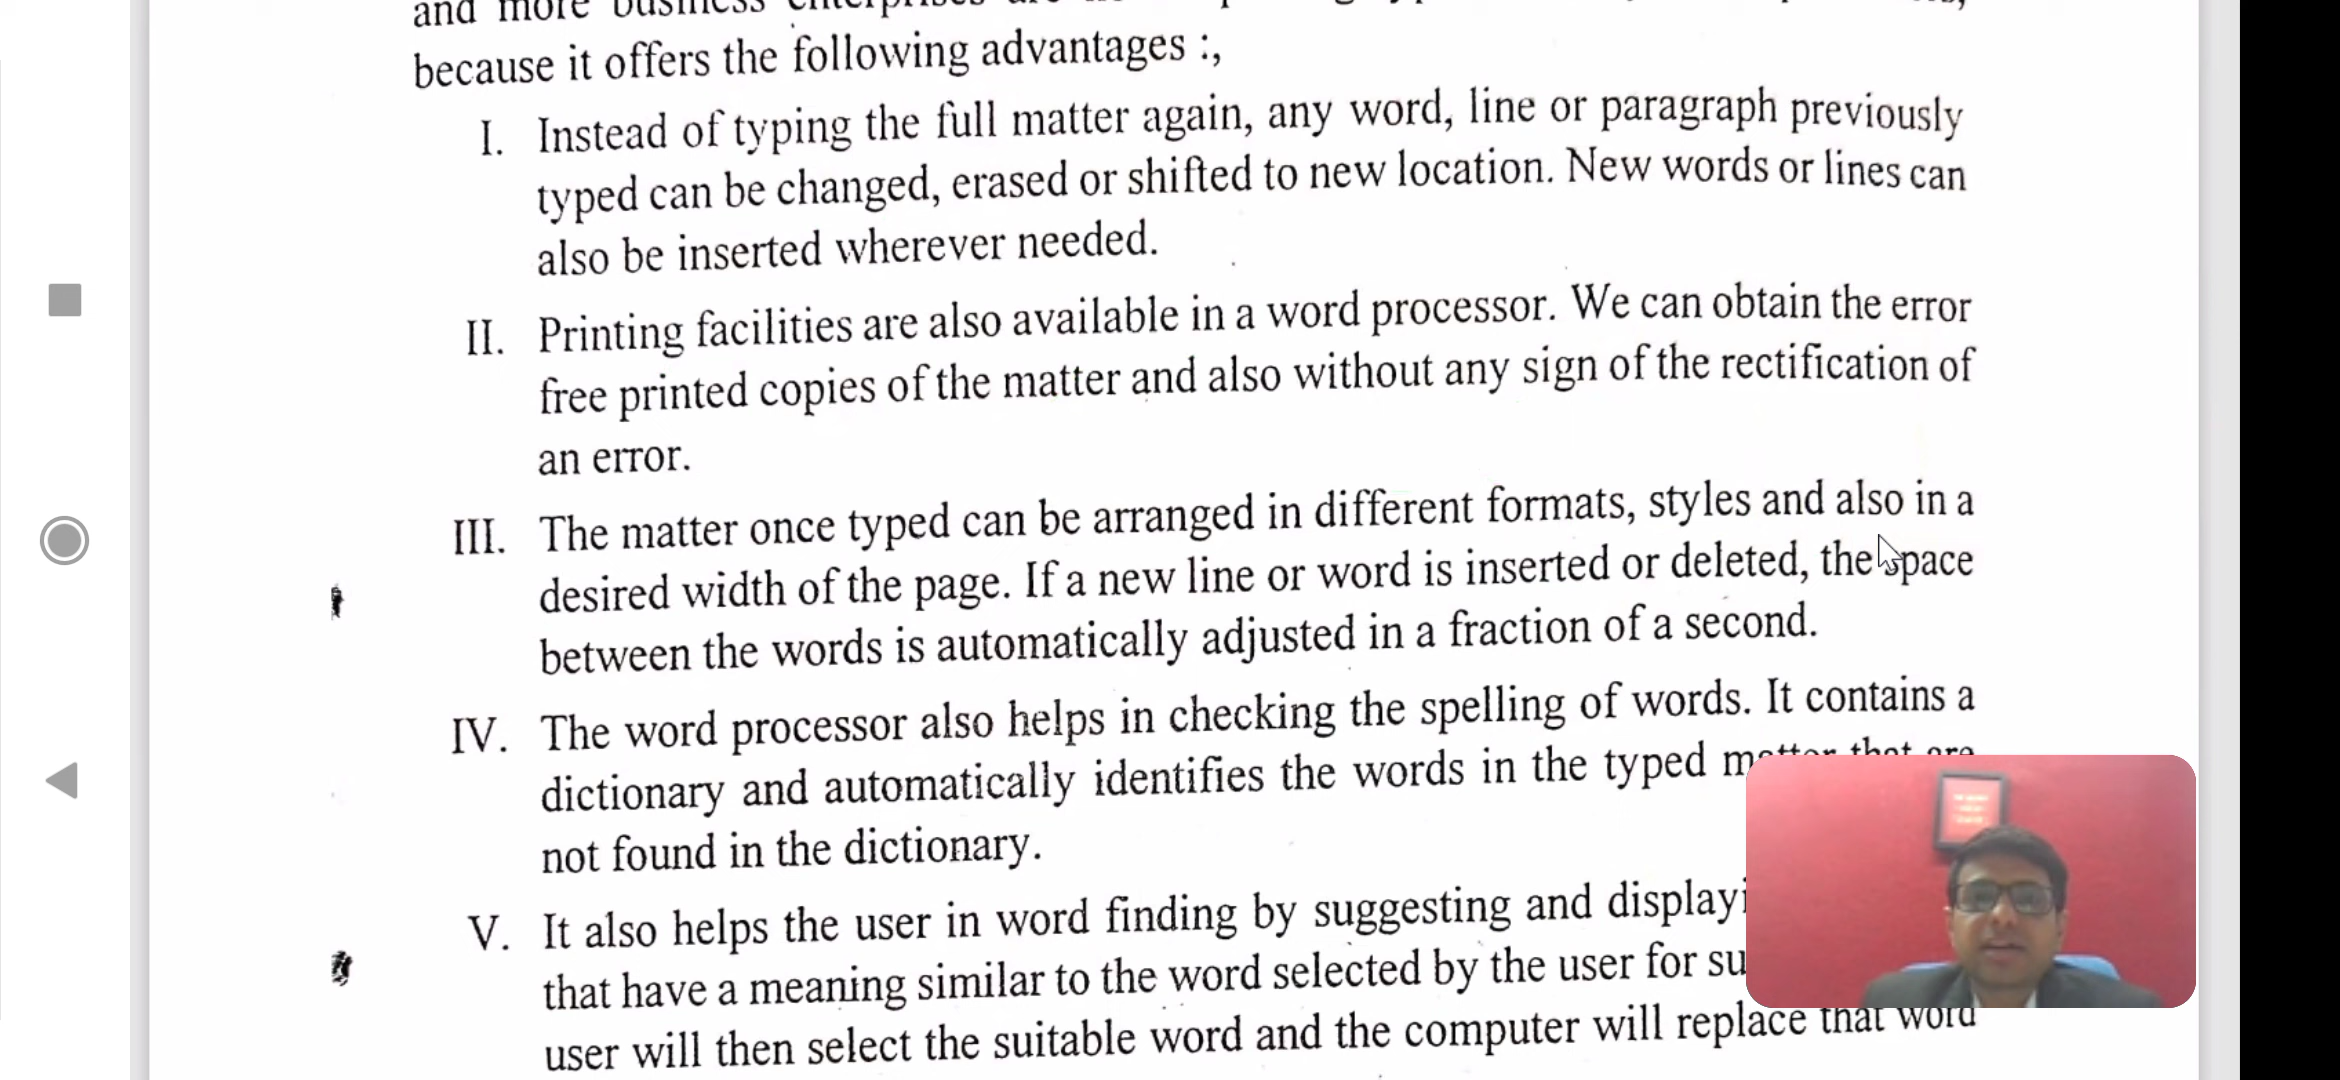 and more business enterprises are
because it offers the following advantages :,
I. Instead of typing the full matter again, any word, line or paragraph previously
typed can be changed, erased or shifted to new location. New words or lines can
also be inserted wherever needed.
II. Printing facilities are also available in a word processor. We can obtain the error
free printed copies of the matter and also without any sign of the rectification of
an error.
III. The matter once typed can be arranged in different formats, styles and also in a
desired width of the page. If a new line or word is inserted or deleted, the space
between the words is automatically adjusted in a fraction of a second.
IV. The word processor also helps in checking the spelling of words. It contains a
dictionary and automatically identifies the words in the typed matter that are
not found in the dictionary.
V. It also helps the user in word finding by suggesting and
that have a meaning similar to the word selected by the user for
user will then select the suitable word and the computer will replace that word